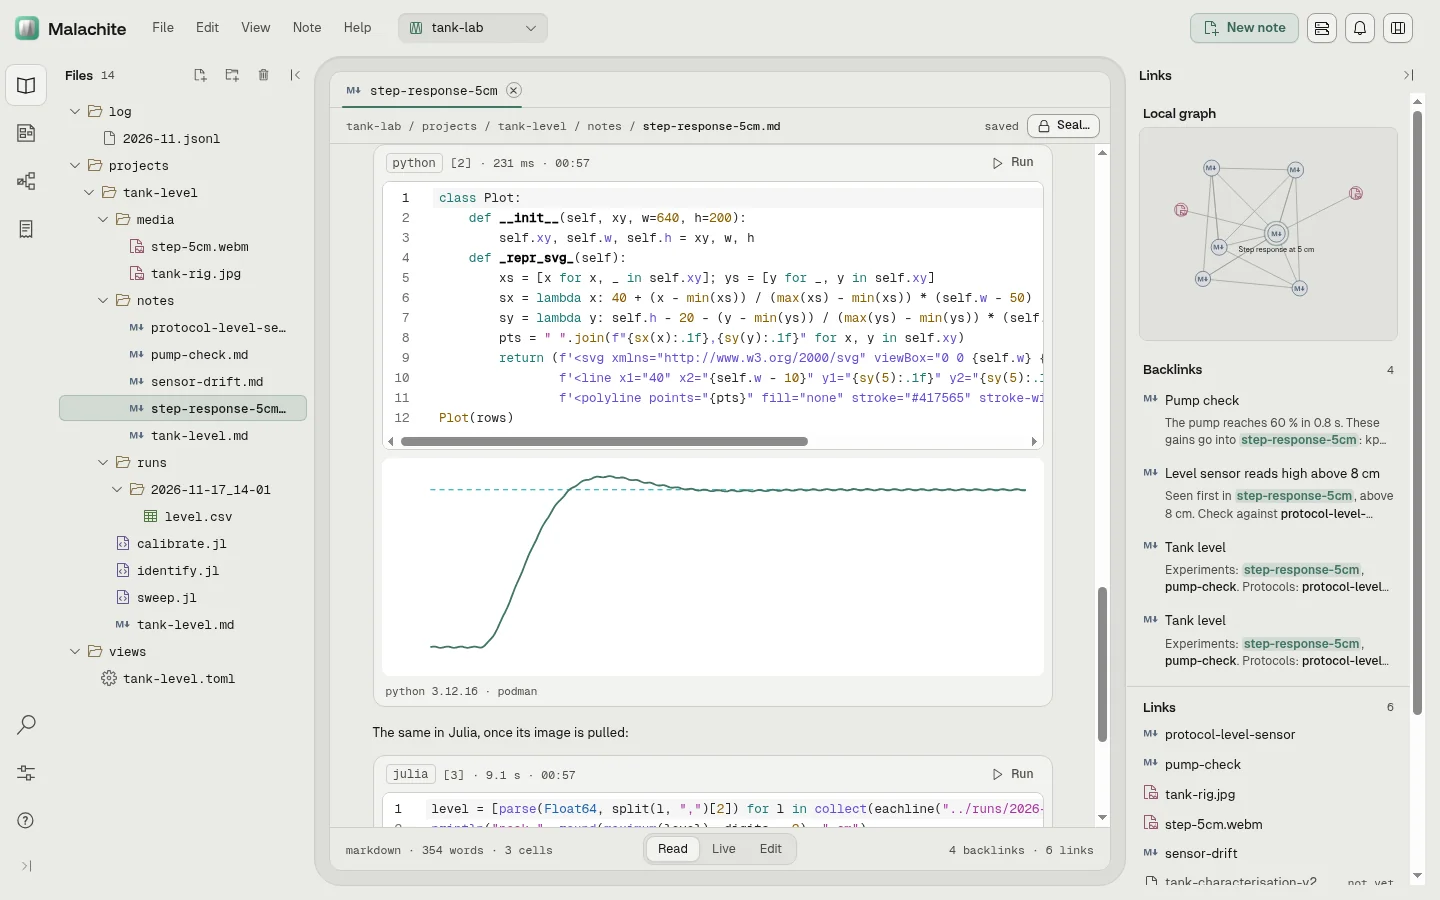 Malachite File Edit View Note Help tank-lab New note
Files 14
log
2026-11.jsonl
projects
tank-level
media
step-5cm.webm
tank-rig.jpg
notes
M↓ protocol-level-se…
M↓ pump-check.md
M↓ sensor-drift.md
M↓ step-response-5cm…
M↓ tank-level.md
runs
2026-11-17_14-01
level.csv
calibrate.jl
identify.jl
sweep.jl
M↓ tank-level.md
views
tank-level.toml
M↓ step-response-5cm
tank-lab / projects / tank-level / notes / step-response-5cm.md saved Seal…
python [2] · 231 ms · 00:57 Run
1 class Plot:
2 def __init__(self, xy, w=640, h=200):
3 self.xy, self.w, self.h = xy, w, h
4 def _repr_svg_(self):
5 xs = [x for x, _ in self.xy]; ys = [y for _, y in self.xy]
6 sx = lambda x: 40 + (x - min(xs)) / (max(xs) - min(xs)) * (self.w - 50)
7 sy = lambda y: self.h - 20 - (y - min(ys)) / (max(ys) - min(ys)) * (self.
8 pts = " ".join(f"{sx(x):.1f},{sy(y):.1f}" for x, y in self.xy)
9 return (f'<svg xmlns="http://www.w3.org/2000/svg" viewBox="0 0 {self.w} {
10 f'<line x1="40" x2="{self.w - 10}" y1="{sy(5):.1f}" y2="{sy(5):.1
11 f'<polyline points="{pts}" fill="none" stroke="#417565" stroke-wi
12 Plot(rows)
python 3.12.16 · podman
The same in Julia, once its image is pulled:
julia [3] · 9.1 s · 00:57 Run
1 level = [parse(Float64, split(l, ",")[2]) for l in collect(eachline("../runs/2026-
markdown · 354 words · 3 cells Read Live Edit 4 backlinks · 6 links
Links
Local graph
M↓ M↓
M↓
M↓ Step response at 5 cm
M↓ M↓
Backlinks 4
M↓ Pump check
The pump reaches 60 % in 0.8 s. These
gains go into step-response-5cm: kp…
M↓ Level sensor reads high above 8 cm
Seen first in step-response-5cm, above
8 cm. Check against protocol-level-…
M↓ Tank level
Experiments: step-response-5cm,
pump-check. Protocols: protocol-level…
M↓ Tank level
Experiments: step-response-5cm,
pump-check. Protocols: protocol-level…
Links 6
M↓ protocol-level-sensor
M↓ pump-check
tank-rig.jpg
step-5cm.webm
M↓ sensor-drift
tank-characterisation-v2 not yet